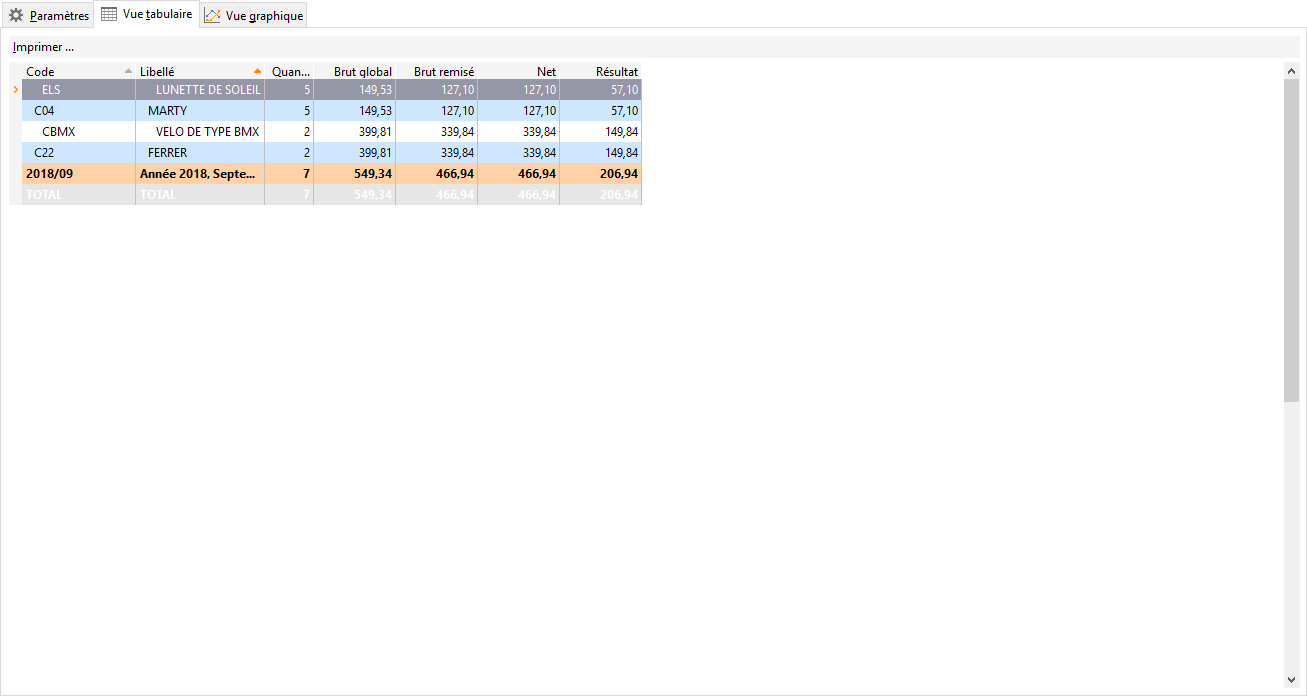 Paramètres Vue tabulaire Vue graphique
Imprimer ...
Code Libellé Quan... Brut global Brut remisé Net Résultat
ELS LUNETTE DE SOLEIL 5 149,53 127,10 127,10 57,10
C04 MARTY 5 149,53 127,10 127,10 57,10
CBMX VELO DE TYPE BMX 2 399,81 339,84 339,84 149,84
C22 FERRER 2 399,81 339,84 339,84 149,84
2018/09 Année 2018, Septe... 7 549,34 466,94 466,94 206,94
TOTAL TOTAL 7 549,34 466,94 466,94 206,94